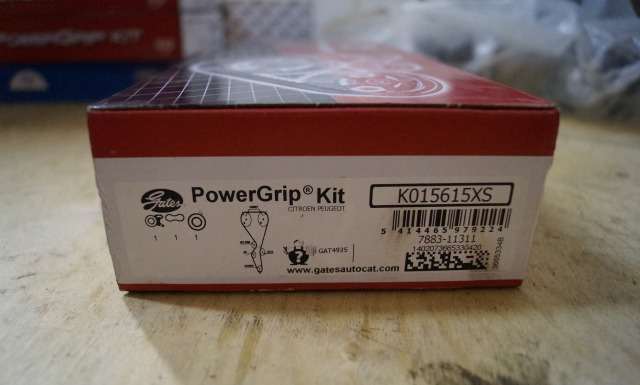 POWERGRIP KIT
Gates
PowerGrip® Kit
CITROEN PEUGEOT
K015615XS
1 1 1
5 414465 979224
7883-11311
GAT4935
www.gatesautocat.com